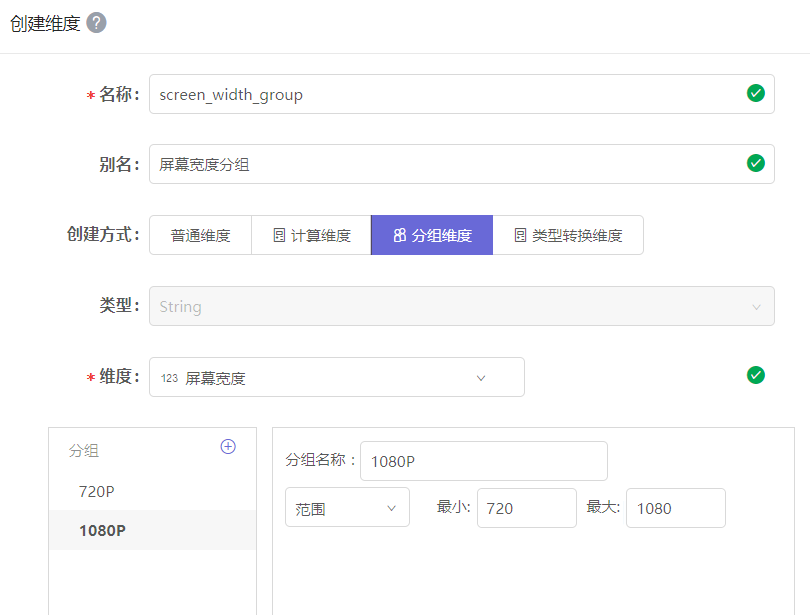 创建维度 ?
* 名称: screen_width_group
别名: 屏幕宽度分组
创建方式: 普通维度 计算维度 分组维度 类型转换维度
类型: String
* 维度: 123 屏幕宽度
分组
720P
1080P
分组名称: 1080P
范围 最小: 720 最大: 1080